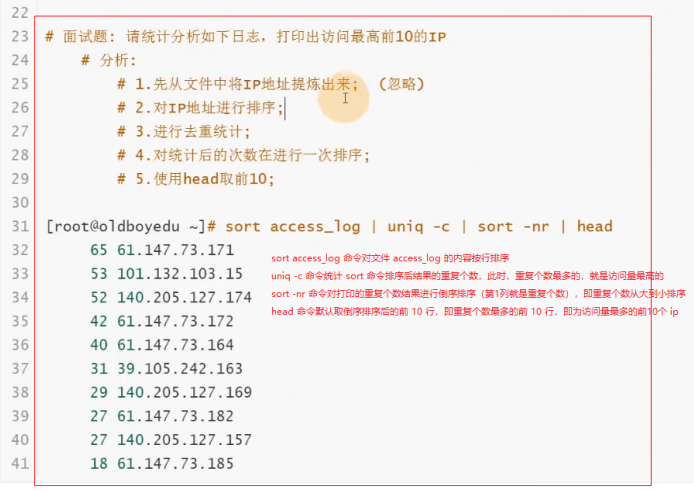 22
23 # 面试题: 请统计分析如下日志，打印出访问最高前10的IP
24 # 分析:
25 # 1.先从文件中将IP地址提炼出来; （忽略）
26 # 2.对IP地址进行排序;
27 # 3.进行去重统计;
28 # 4.对统计后的次数在进行一次排序;
29 # 5.使用head取前10;
30
31 [root@oldboyedu ~]# sort access_log | uniq -c | sort -nr | head
32 65 61.147.73.171 sort access_log 命令对文件 access_log 的内容按行排序
33 53 101.132.103.15 uniq -c 命令统计 sort 命令排序后结果的重复个数，此时，重复个数最多的，就是访问量最高的
34 52 140.205.127.174 sort -nr 命令对打印的重复个数结果进行倒序排序（第1列就是重复个数），即重复个数从大到小排序
35 42 61.147.73.172 head 命令默认取倒序排序后的前 10 行，即重复个数最多的前 10 行，即为访问量最多的前10个 ip
36 40 61.147.73.164
37 31 39.105.242.163
38 29 140.205.127.169
39 27 61.147.73.182
40 27 140.205.127.157
41 18 61.147.73.185